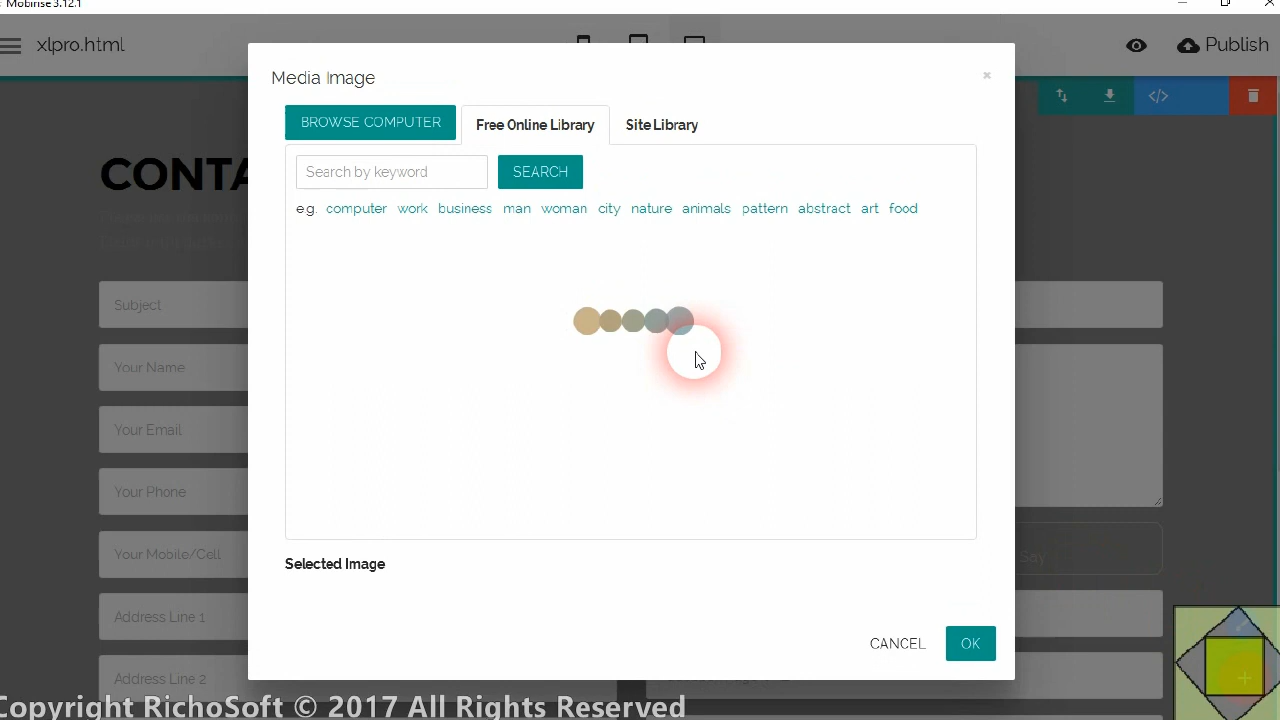 Mobirise 3.12.1
xlpro.html
Publish
Media Image
×
BROWSE COMPUTER
Free Online Library
Site Library
Search by keyword
SEARCH
e.g. computer work business man woman city nature animals pattern abstract art food
CONTA
Subject
Your Name
Your Email
Your Phone
Your Mobile/Cell
Say
Address Line 1
Address Line 2
Selected Image
CANCEL
OK
Copyright RichoSoft © 2017 All Rights Reserved